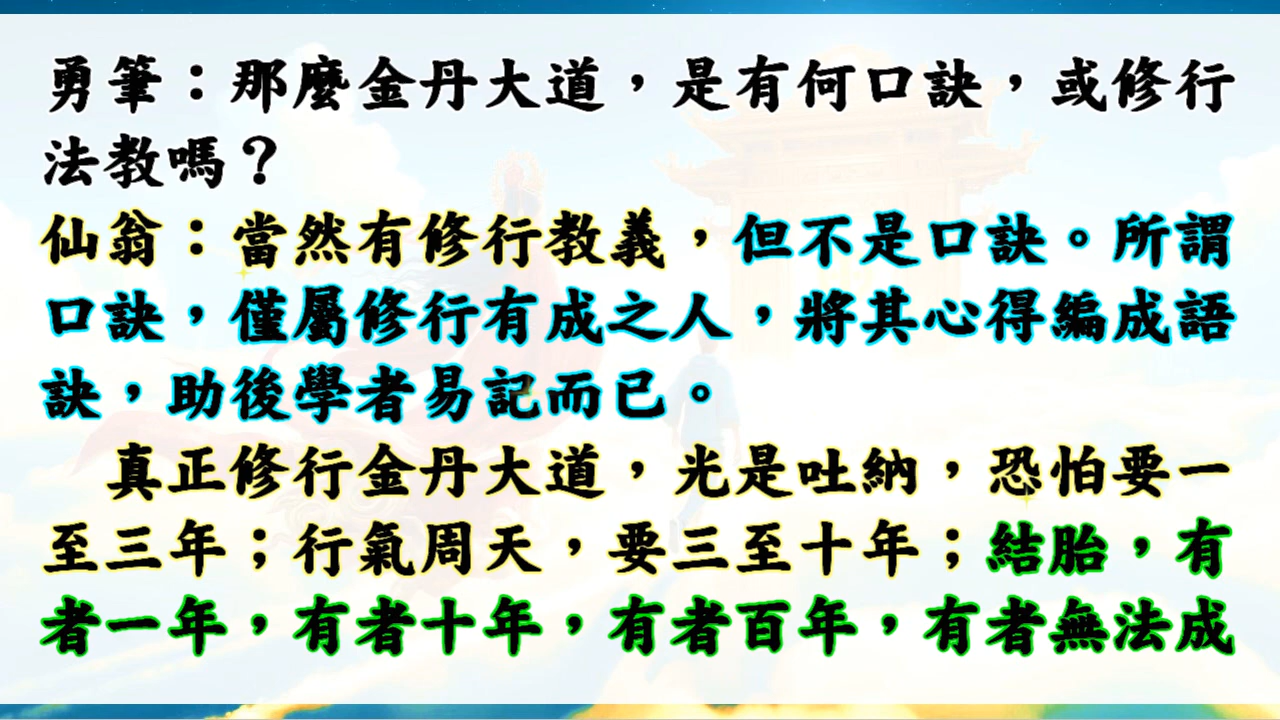 勇筆：那麼金丹大道，是有何口訣，或修行
法教嗎？
仙翁：當然有修行教義，但不是口訣。所謂
口訣，僅屬修行有成之人，將其心得編成語
訣，助後學者易記而已。
真正修行金丹大道，光是吐納，恐怕要一
至三年；行氣周天，要三至十年；結胎，有
者一年，有者十年，有者百年，有者無法成